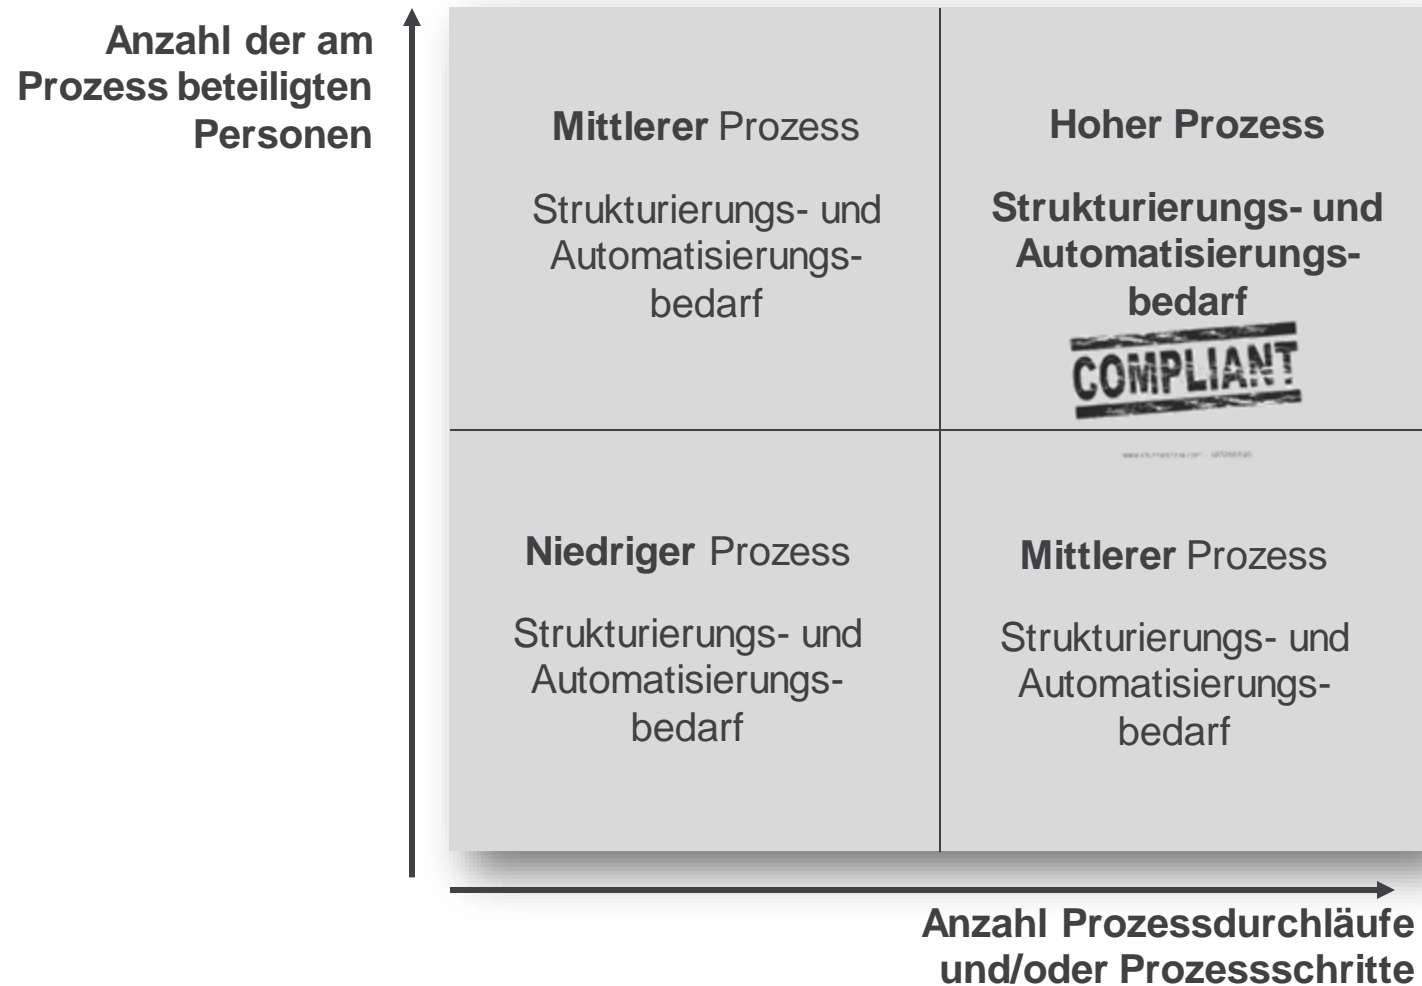 Anzahl der am
Prozess beteiligten
Personen
Mittlerer Prozess
Strukturierungs- und
Automatisierungs-
bedarf
Hoher Prozess
Strukturierungs- und
Automatisierungs-
bedarf
COMPLIANT
Niedriger Prozess
Strukturierungs- und
Automatisierungs-
bedarf
Mittlerer Prozess
Strukturierungs- und
Automatisierungs-
bedarf
Anzahl Prozessdurchläufe
und/oder Prozessschritte